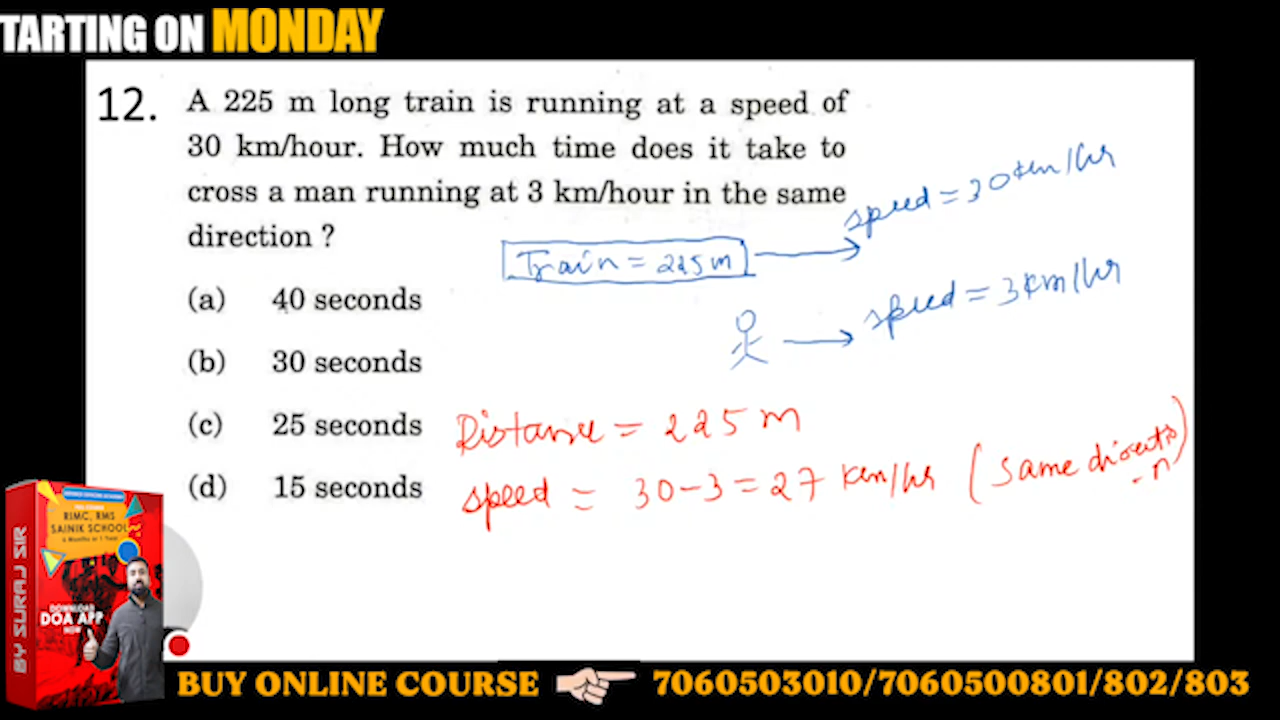 TARTING ON MONDAY
12. A 225 m long train is running at a speed of
30 km/hour. How much time does it take to
cross a man running at 3 km/hour in the same
direction ?
Train = 225 m
speed = 30 km/hr
speed = 3 km/hr
(a) 40 seconds
(b) 30 seconds
(c) 25 seconds
(d) 15 seconds
Distance = 225 m
speed = 30-3 = 27 km/hr (same directio
-n)
RIMC, RMS
SAINIK SCHOOL
BY SURAJ SIR
DOWNLOAD
DOA APP
NOW
BUY ONLINE COURSE 7060503010/7060500801/802/803